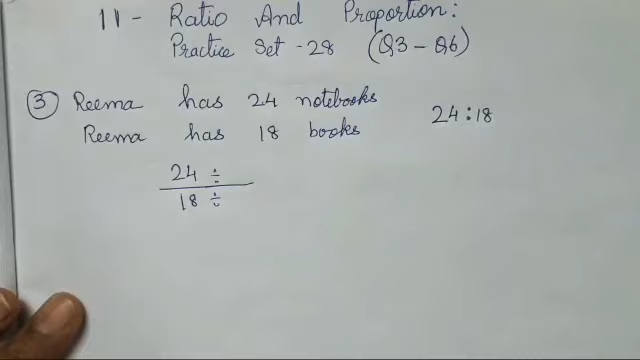 11 - Ratio And Proportion:
Practice Set - 28 (Q3 - Q6)
③ Reema has 24 notebooks
Reema has 18 books
24:18
24 ÷
18 ÷